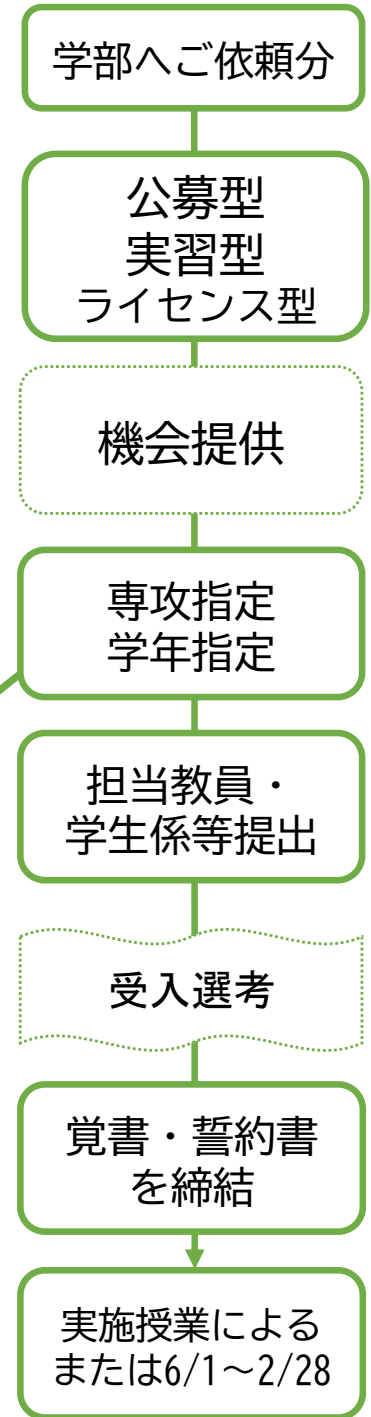 学部へご依頼分
公募型
実習型
ライセンス型
機会提供
専攻指定
学年指定
担当教員・
学生係等提出
受入選考
覚書・誓約書
を締結
実施授業による
または6/1～2/28